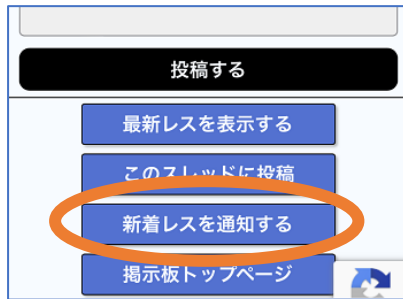 投稿する
最新レスを表示する
このスレッドに投稿
新着レスを通知する
掲示板トップページ